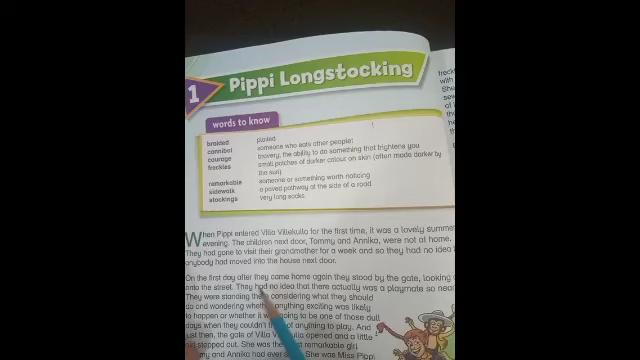 1
Pippi Longstocking
words to know
braided plaited
cannibal someone who eats other people
courage bravery; the ability to do something that frightens you
freckles small patches of darker colour on skin (often made darker by
the sun)
remarkable someone or something worth noticing
sidewalk a paved pathway at the side of a road
stockings very long socks
When Pippi entered Villa Villekulla for the first time, it was a lovely summe
evening. The children next door, Tommy and Annika, were not at home.
They had gone to visit their grandmother for a week and so they had no idea
anybody had moved into the house next door.
On the first day after they came home again they stood by the gate, looking
onto the street. They had no idea that there actually was a playmate so near
They were standing there considering what they should
do and wondering whether anything exciting was likely
to happen or whether it was going to be one of those dull
days when they couldn't of anything to play. And
just then, the gate of Villa Villekulla opened and a little
stepped out. She was the remarkable girl
and Annika had ever She was Miss Pippi
freck
with
She
sew
of
the
he